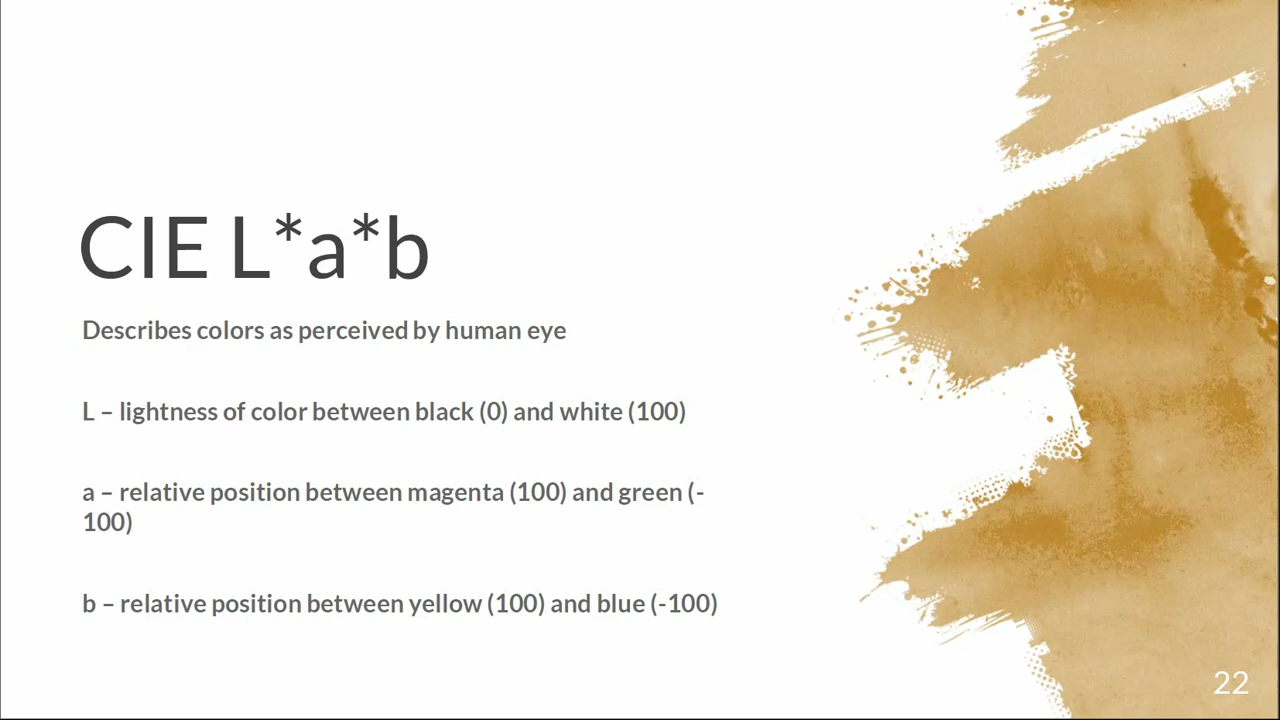 CIE L*a*b
Describes colors as perceived by human eye
L – lightness of color between black (0) and white (100)
a – relative position between magenta (100) and green (-
100)
b – relative position between yellow (100) and blue (-100)
22